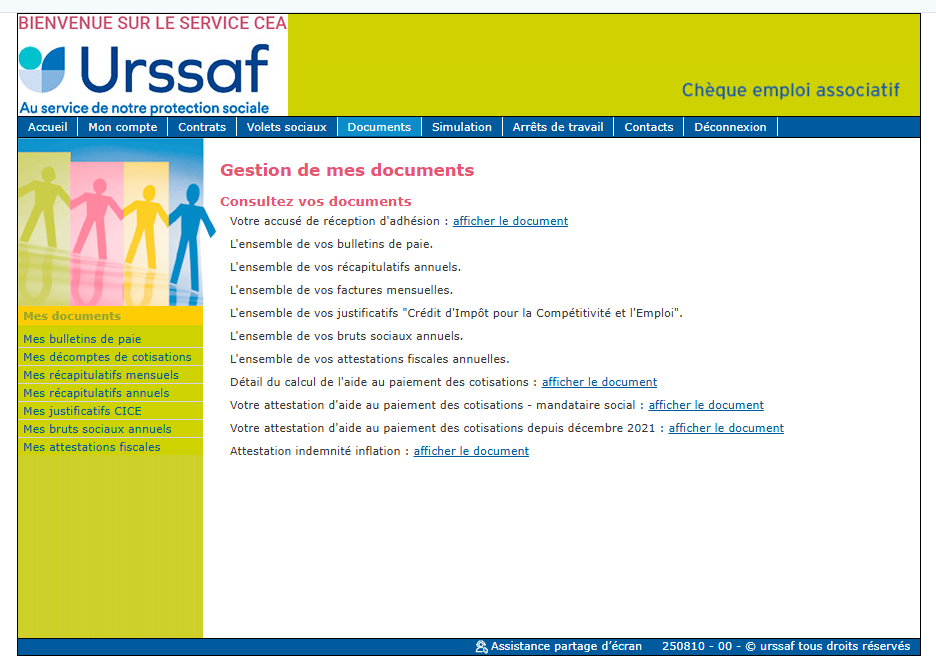 BIENVENUE SUR LE SERVICE CEA
Urssaf
Au service de notre protection sociale
Chèque emploi associatif
Accueil Mon compte Contrats Volets sociaux Documents Simulation Arrêts de travail Contacts Déconnexion
Gestion de mes documents
Consultez vos documents
Votre accusé de réception d'adhésion : afficher le document
L'ensemble de vos bulletins de paie.
L'ensemble de vos récapitulatifs annuels.
L'ensemble de vos factures mensuelles.
L'ensemble de vos justificatifs "Crédit d'Impôt pour la Compétitivité et l'Emploi".
L'ensemble de vos bruts sociaux annuels.
L'ensemble de vos attestations fiscales annuelles.
Détail du calcul de l'aide au paiement des cotisations : afficher le document
Votre attestation d'aide au paiement des cotisations - mandataire social : afficher le document
Votre attestation d'aide au paiement des cotisations depuis décembre 2021 : afficher le document
Attestation indemnité inflation : afficher le document
Mes documents
Mes bulletins de paie
Mes décomptes de cotisations
Mes récapitulatifs mensuels
Mes récapitulatifs annuels
Mes justificatifs CICE
Mes bruts sociaux annuels
Mes attestations fiscales
Assistance partage d'écran 250810 - 00 - © urssaf tous droits réservés